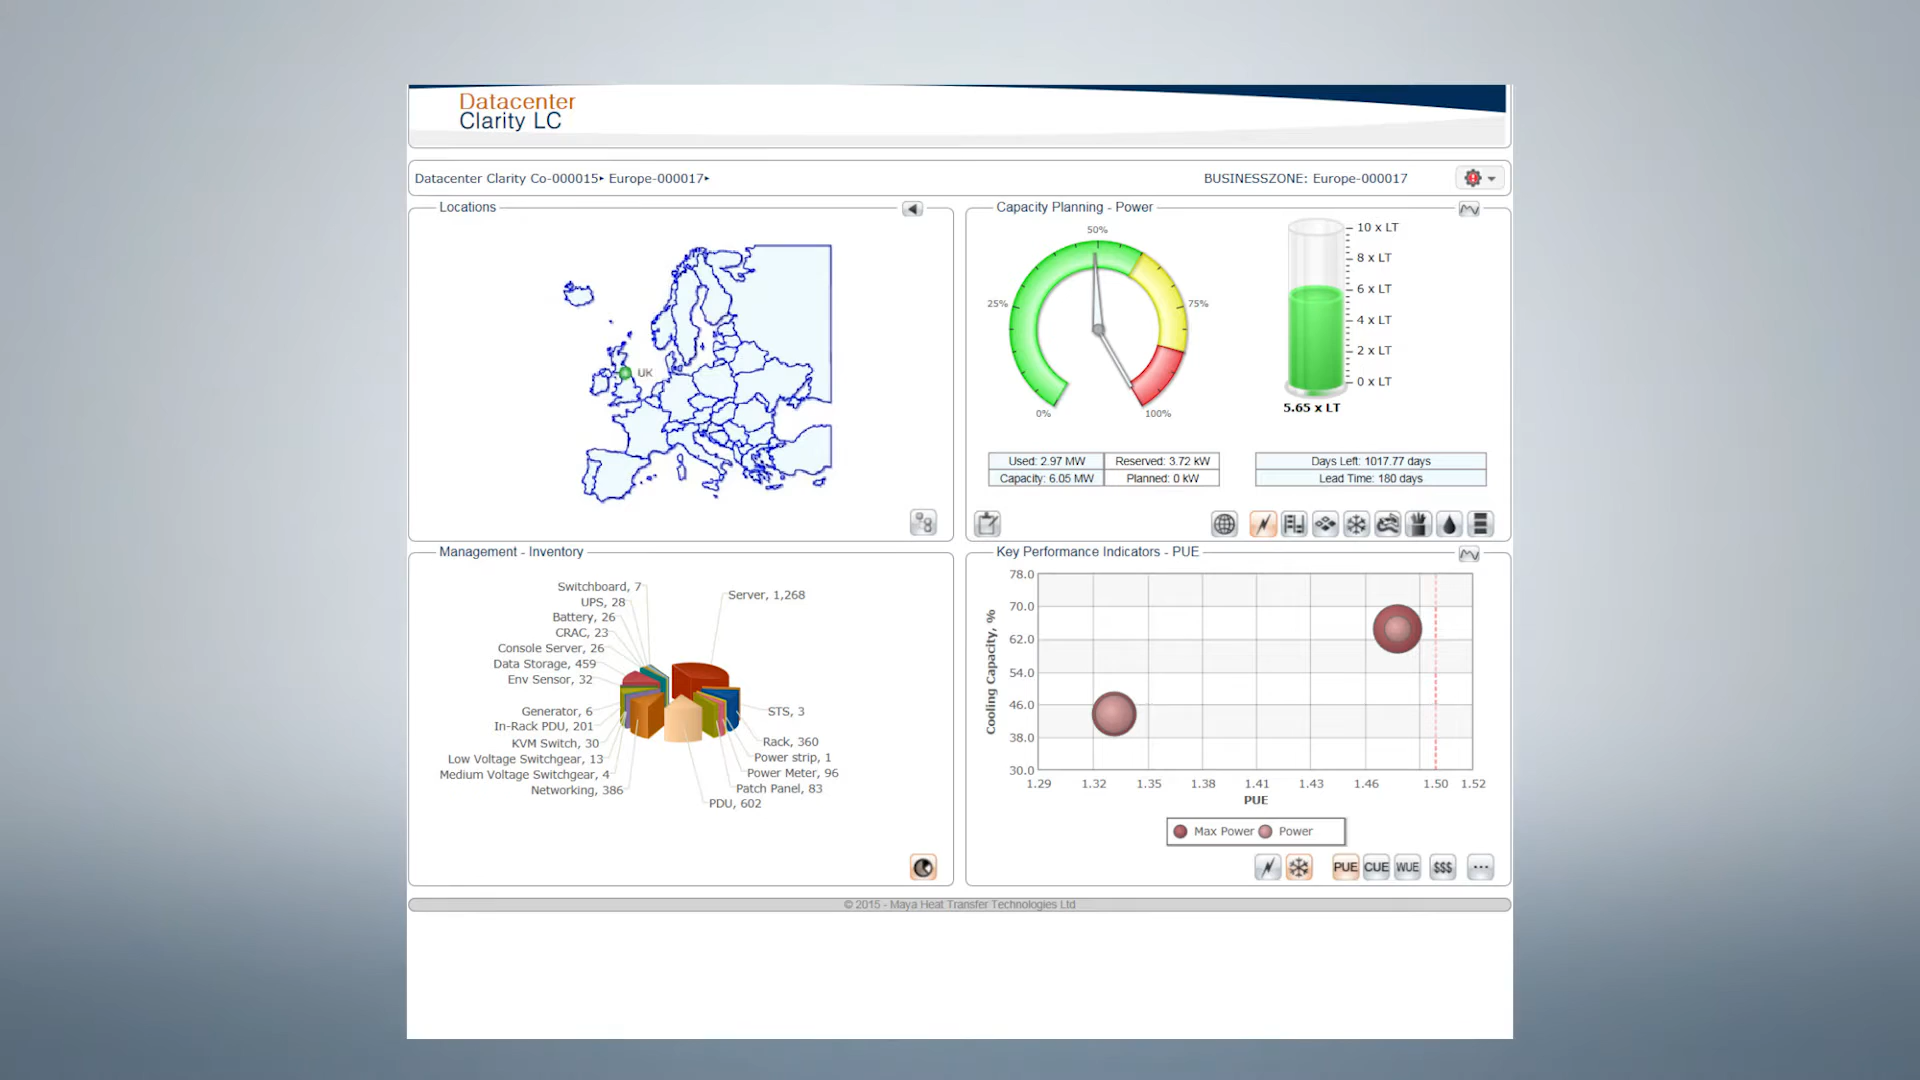 Datacenter
Clarity LC
Datacenter Clarity Co-000015▸ Europe-000017▸
BUSINESSZONE: Europe-000017
Locations
UK
Capacity Planning - Power
50%
25%
75%
0%
100%
10 x LT
8 x LT
6 x LT
4 x LT
2 x LT
0 x LT
5.65 x LT
Used: 2.97 MW
Reserved: 3.72 kW
Capacity: 6.05 MW
Planned: 0 kW
Days Left: 1017.77 days
Lead Time: 180 days
Management - Inventory
Switchboard, 7
UPS, 28
Battery, 26
CRAC, 23
Console Server, 26
Data Storage, 459
Env Sensor, 32
Generator, 6
In-Rack PDU, 201
KVM Switch, 30
Low Voltage Switchgear, 13
Medium Voltage Switchgear, 4
Networking, 386
Server, 1,268
STS, 3
Rack, 360
Power strip, 1
Power Meter, 96
Patch Panel, 83
PDU, 602
Key Performance Indicators - PUE
78.0
70.0
62.0
54.0
46.0
38.0
30.0
Cooling Capacity, %
1.29 1.32 1.35 1.38 1.41 1.43 1.46 1.50 1.52
PUE
Max Power Power
PUE CUE WUE $$$ ...
© 2015 - Maya Heat Transfer Technologies Ltd